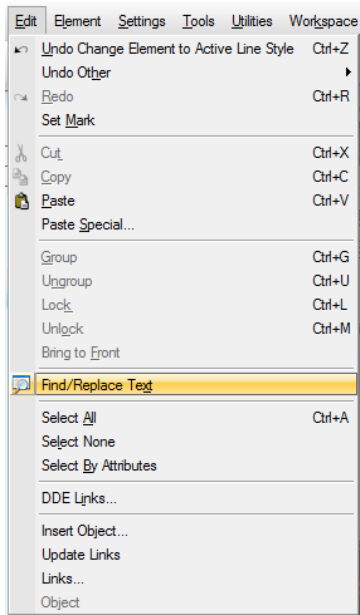 Edit Element Settings Tools Utilities Workspace
Undo Change Element to Active Line Style Ctrl+Z
Undo Other
Redo Ctrl+R
Set Mark
Cut Ctrl+X
Copy Ctrl+C
Paste Ctrl+V
Paste Special...
Group Ctrl+G
Ungroup Ctrl+U
Lock Ctrl+L
Unlock Ctrl+M
Bring to Front
Find/Replace Text
Select All Ctrl+A
Select None
Select By Attributes
DDE Links...
Insert Object...
Update Links
Links...
Object